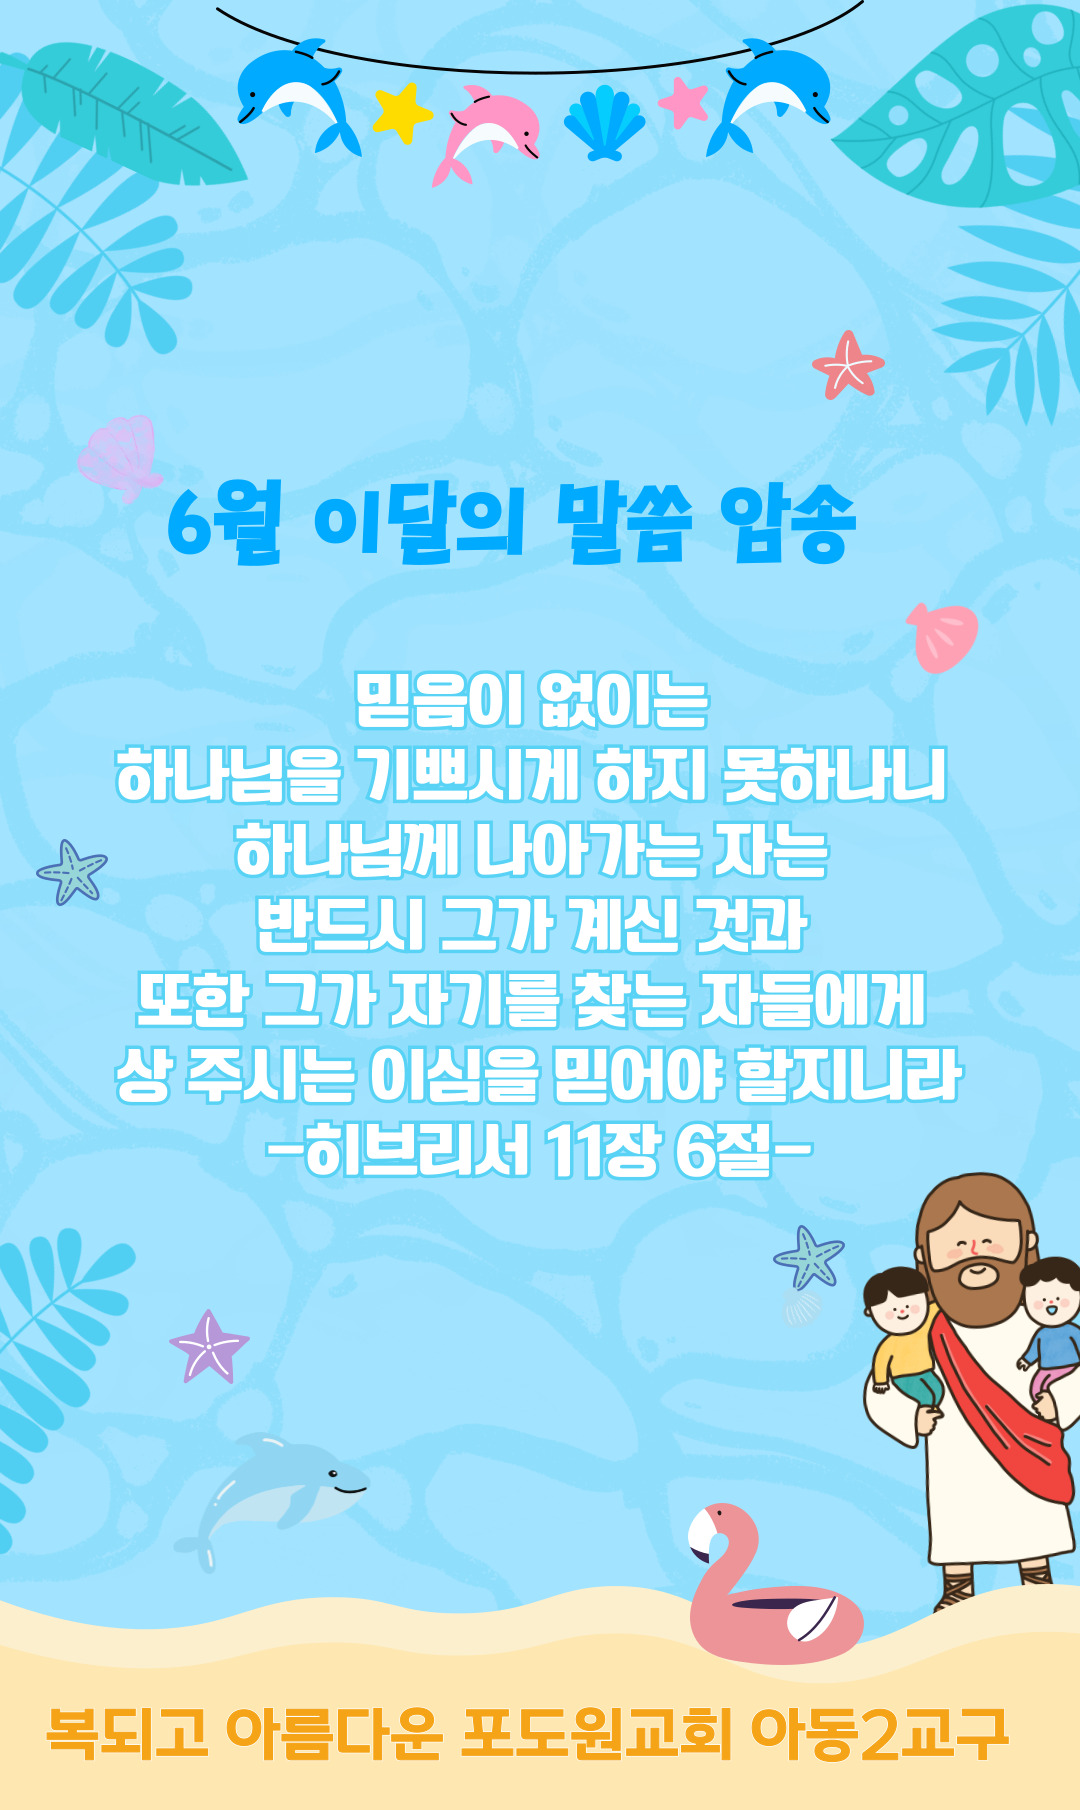 6월 이달의 말씀 암송
믿음이 없이는
하나님을 기쁘시게 하지 못하나니
하나님께 나아가는 자는
반드시 그가 계신 것과
또한 그가 자기를 찾는 자들에게
상 주시는 이심을 믿어야 할지니라
-히브리서 11장 6절-
복되고 아름다운 포도원교회 아동2교구